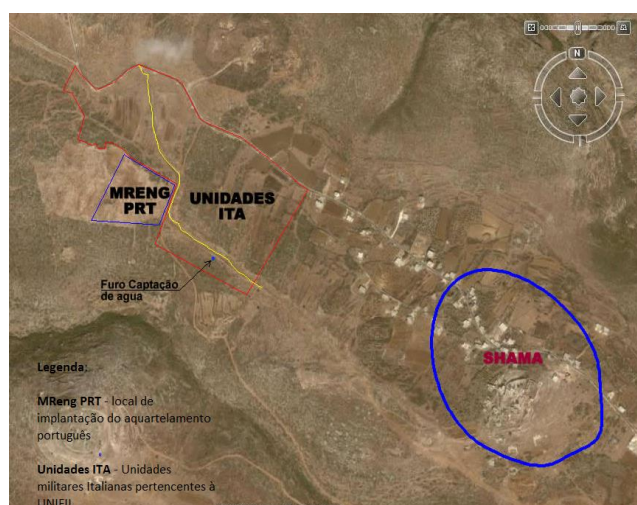 N
MRENG
PRT
UNIDADES
ITA
Furo Captação
de agua
SHAMA
Legenda:
MReng PRT - local de
implantação do aquartelamento
português
Unidades ITA - Unidades
militares Italianas pertencentes à
UNIFIL